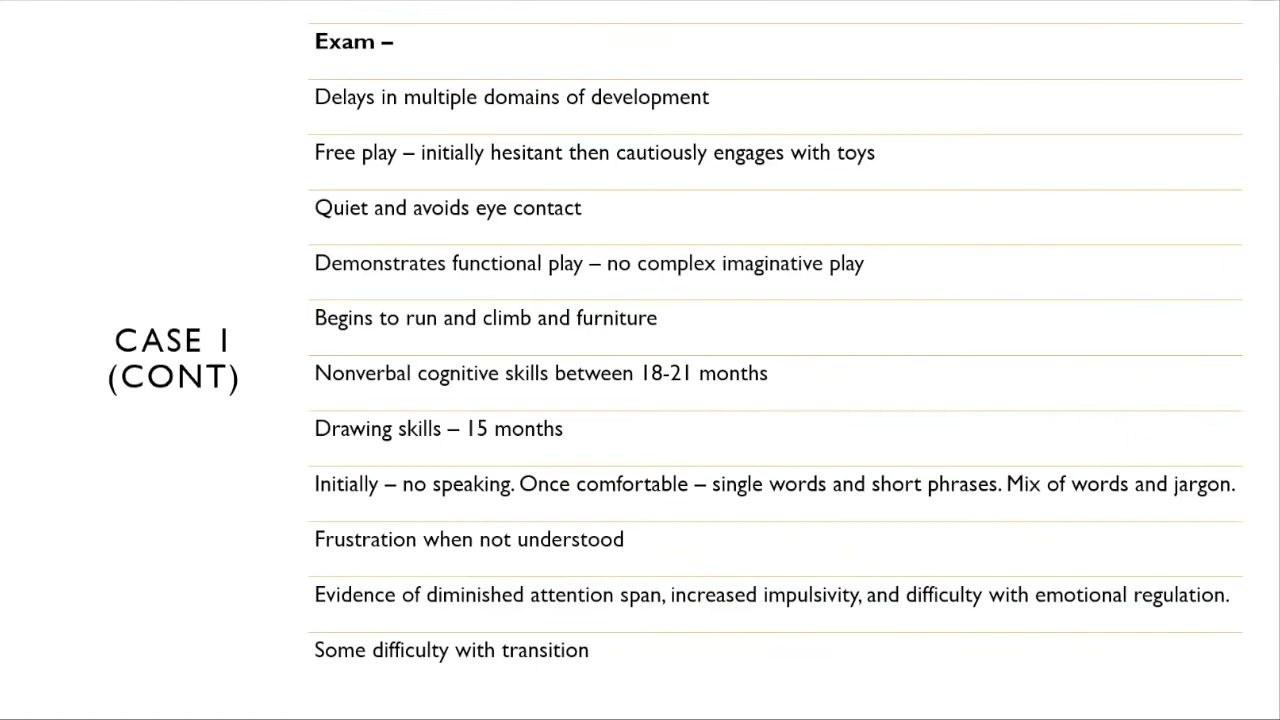 CASE 1
(CONT)
Exam –
Delays in multiple domains of development
Free play – initially hesitant then cautiously engages with toys
Quiet and avoids eye contact
Demonstrates functional play – no complex imaginative play
Begins to run and climb and furniture
Nonverbal cognitive skills between 18-21 months
Drawing skills – 15 months
Initially – no speaking. Once comfortable – single words and short phrases. Mix of words and jargon.
Frustration when not understood
Evidence of diminished attention span, increased impulsivity, and difficulty with emotional regulation.
Some difficulty with transition